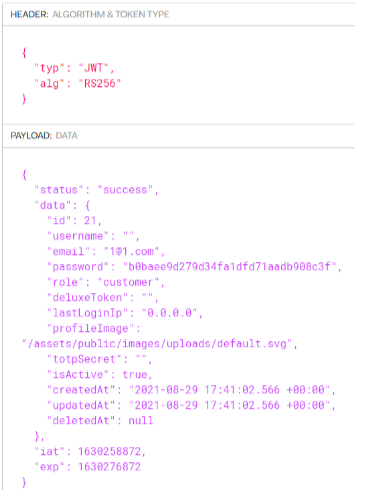 HEADER: ALGORITHM & TOKEN TYPE
{
"typ": "JWT",
"alg": "RS256"
}
PAYLOAD: DATA
{
"status": "success",
"data": {
"id": 21,
"username": "",
"email": "1@1.com",
"password": "b0baee9d279d34fa1dfd71aadb908c3f",
"role": "customer",
"deluxeToken": "",
"lastLoginIp": "0.0.0.0",
"profileImage":
"/assets/public/images/uploads/default.svg",
"totpSecret": "",
"isActive": true,
"createdAt": "2021-08-29 17:41:02.566 +00:00",
"updatedAt": "2021-08-29 17:41:02.566 +00:00",
"deletedAt": null
},
"iat": 1630258872,
"exp": 1630276872
}